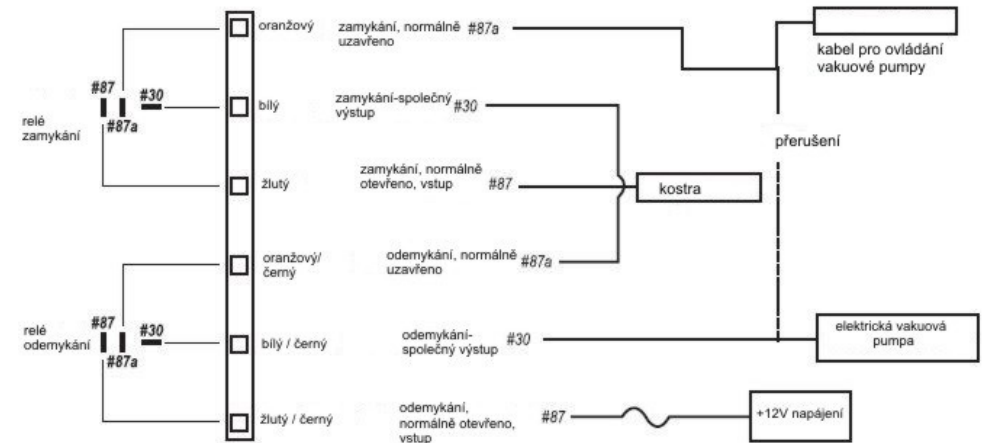 oranžový
zamykání, normálně
uzavřeno
#87a
kabel pro ovládání
vakuové pumpy
#87
#30
#87a
relé
zamykání
bílý
zamykání-společný
výstup
#30
přerušení
žlutý
zamykání, normálně
otevřeno, vstup
#87
kostra
oranžový/
černý
odemykání, normálně
uzavřeno
#87a
#87
#30
#87a
relé
odemykání
bílý / černý
odemykání-
společný výstup
#30
elektrická vakuová
pumpa
žlutý / černý
odemykání,
normálně otevřeno,
vstup
#87
+12V napájení